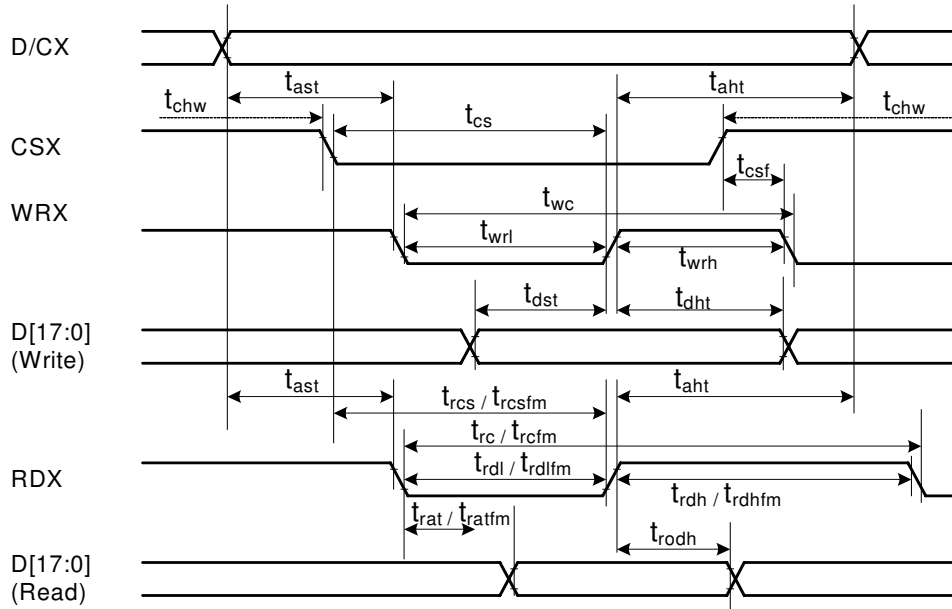 D/CX
t_ast
t_aht
t_chw
t_chw
t_cs
CSX
t_csf
WRX
t_wc
t_wrl
t_wrh
t_dst
t_dht
D[17:0]
(Write)
t_ast
t_aht
t_rcs / t_rcsfm
t_rc / t_rcfm
t_rdl / t_rdlfm
RDX
t_rdh / t_rdhfm
t_rat / t_ratfm
t_rodh
D[17:0]
(Read)